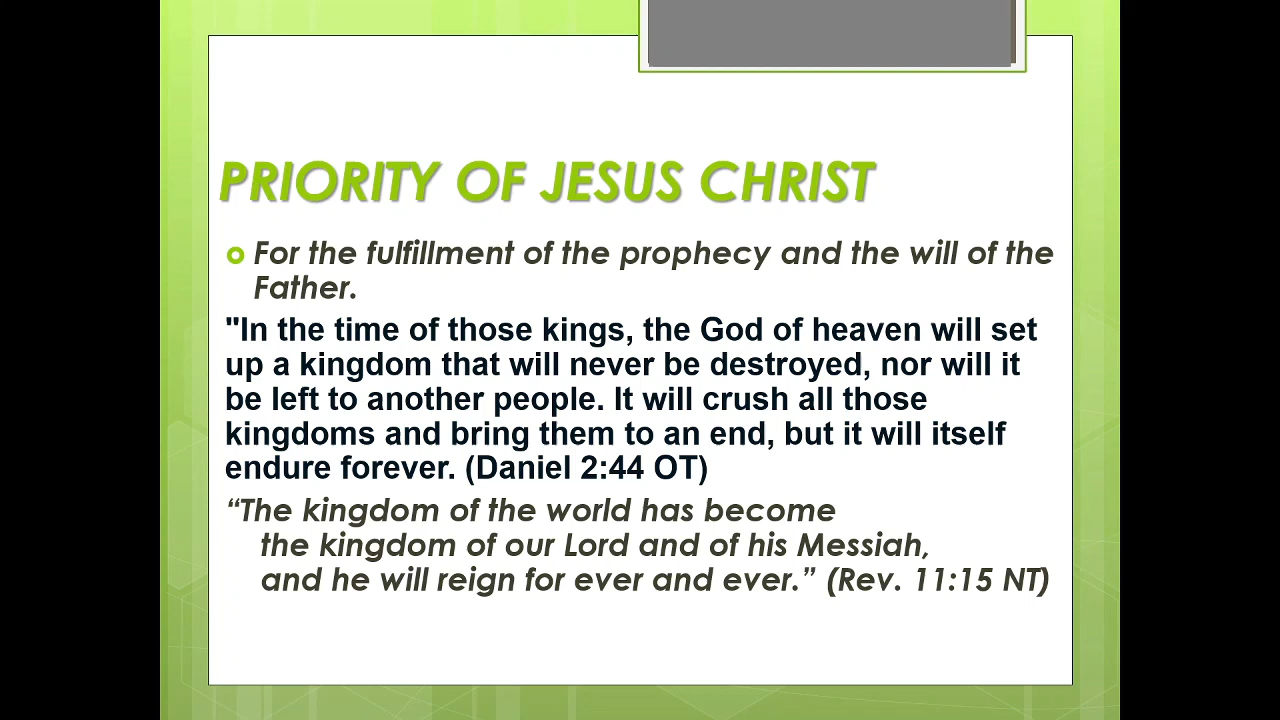 PRIORITY OF JESUS CHRIST
For the fulfillment of the prophecy and the will of the
Father.
"In the time of those kings, the God of heaven will set
up a kingdom that will never be destroyed, nor will it
be left to another people. It will crush all those
kingdoms and bring them to an end, but it will itself
endure forever. (Daniel 2:44 OT)
“The kingdom of the world has become
the kingdom of our Lord and of his Messiah,
and he will reign for ever and ever.” (Rev. 11:15 NT)